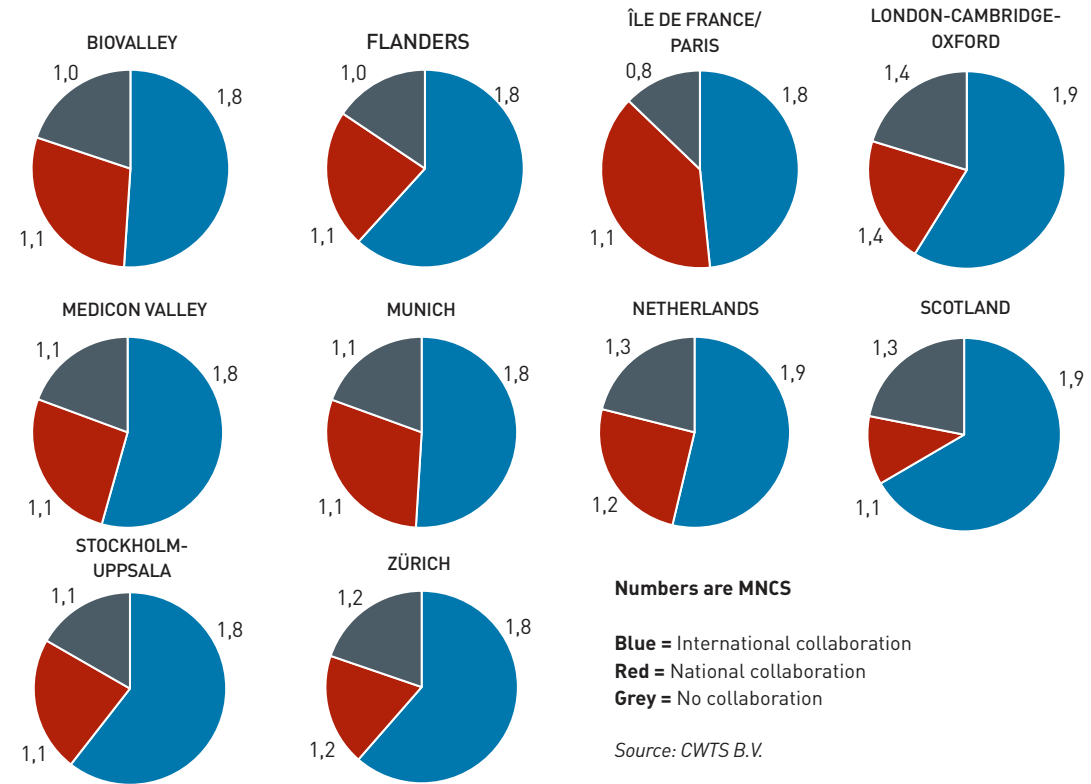 BIOVALLEY
1,0
1,8
1,1
FLANDERS
1,0
1,8
1,1
ÎLE DE FRANCE/
PARIS
0,8
1,8
1,1
LONDON-CAMBRIDGE-
OXFORD
1,4
1,9
1,4
MEDICON VALLEY
1,1
1,8
1,1
MUNICH
1,1
1,8
1,1
NETHERLANDS
1,3
1,9
1,2
SCOTLAND
1,3
1,9
1,1
STOCKHOLM-
UPPSALA
1,1
1,8
1,1
ZÜRICH
1,2
1,8
1,2
Numbers are MNCS
Blue = International collaboration
Red = National collaboration
Grey = No collaboration
Source: CWTS B.V.